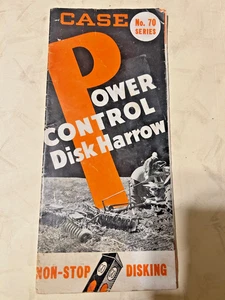 CASE
No. 70
SERIES
POWER
CONTROL
Disk Harrow
NON-STOP DISKING